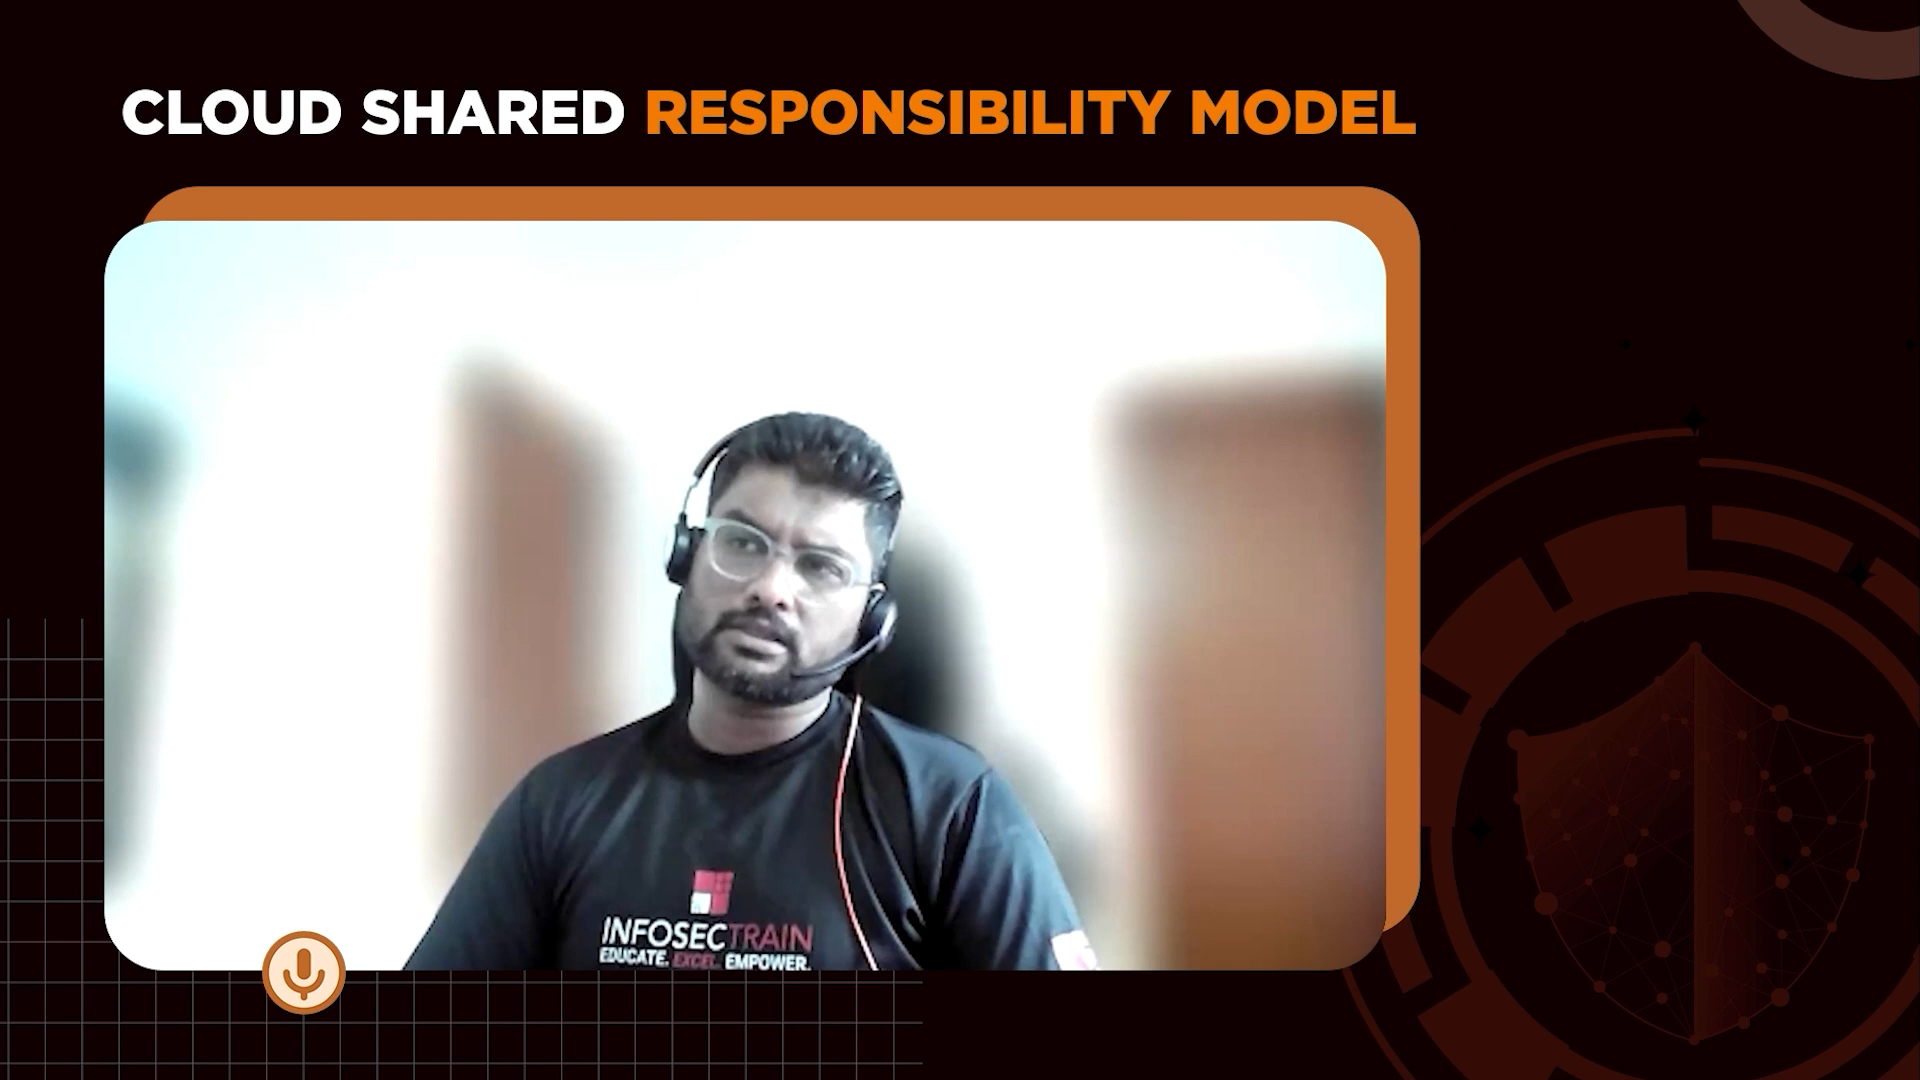 CLOUD SHARED RESPONSIBILITY MODEL
INFOSECTRAIN
EDUCATE. EXCEL. EMPOWER.